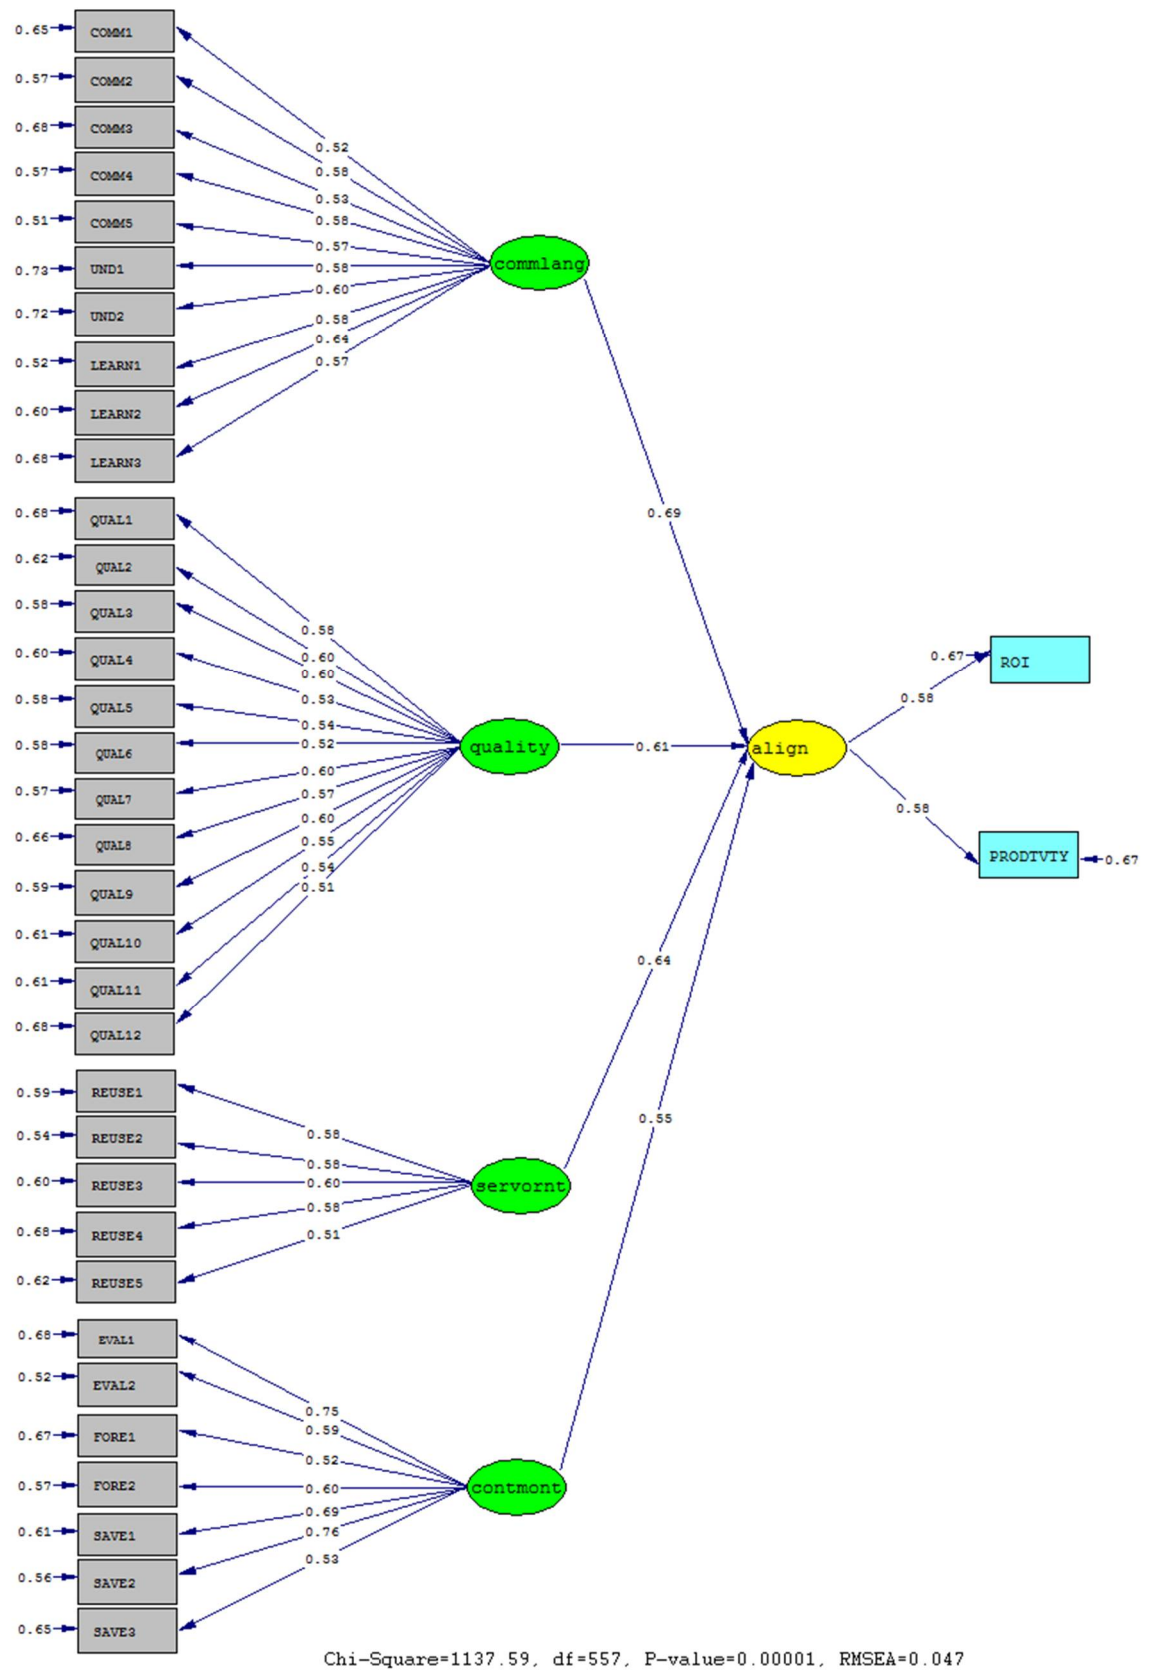 0.65 COMM1
0.57 COMM2
0.68 COMM3
0.57 COMM4
0.51 COMM5
0.73 UND1
0.72 UND2
0.52 LEARN1
0.60 LEARN2
0.68 LEARN3
0.52
0.58
0.53
0.58
0.57
0.58
0.60
0.58
0.64
0.57
commlang
0.69
0.68 QUAL1
0.62 QUAL2
0.58 QUAL3
0.60 QUAL4
0.58 QUAL5
0.58 QUAL6
0.57 QUAL7
0.66 QUAL8
0.59 QUAL9
0.61 QUAL10
0.61 QUAL11
0.68 QUAL12
0.58
0.60
0.60
0.53
0.54
0.52
0.60
0.57
0.60
0.55
0.54
0.51
quality
0.61
align
0.58
0.67 ROI
0.58
PRODTVTY 0.67
0.59 REUSE1
0.54 REUSE2
0.60 REUSE3
0.68 REUSE4
0.62 REUSE5
0.58
0.58
0.60
0.58
0.51
servornt
0.64
0.68 EVAL1
0.52 EVAL2
0.67 FORE1
0.57 FORE2
0.61 SAVE1
0.56 SAVE2
0.65 SAVE3
0.75
0.59
0.52
0.60
0.69
0.76
0.53
contmont
0.55
Chi-Square=1137.59, df=557, P-value=0.00001, RMSEA=0.047